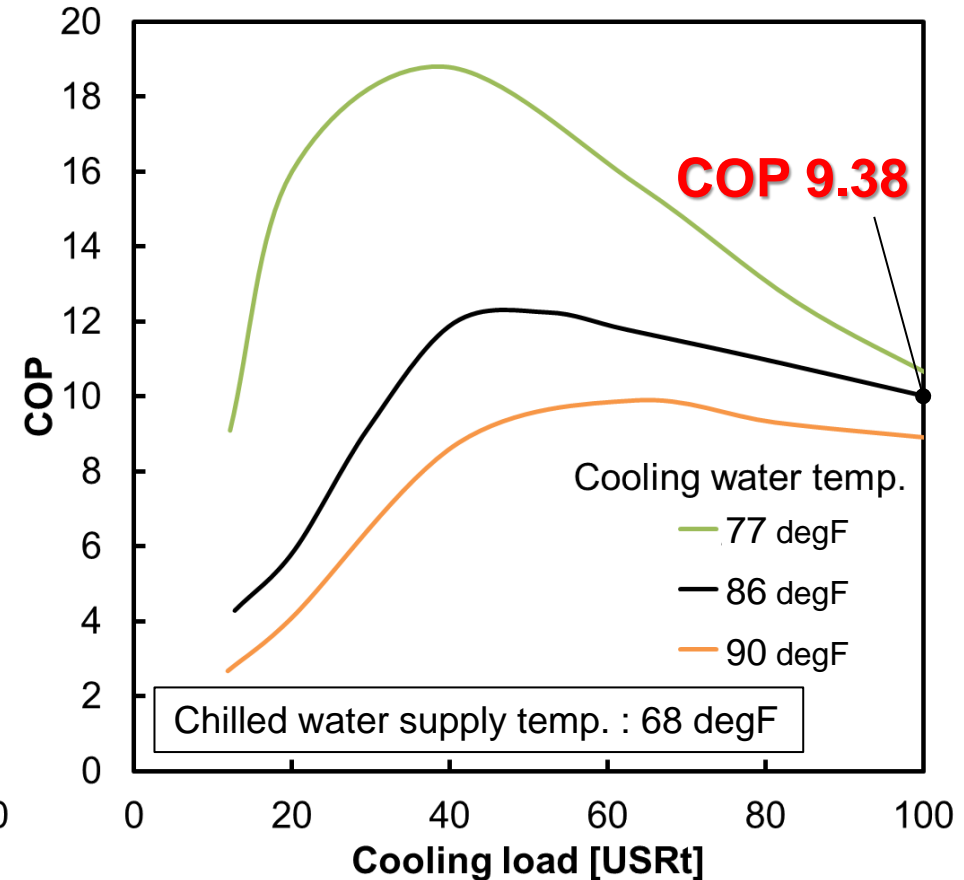 20
18
16
14
12
10
8
6
4
2
0
COP
COP 9.38
Cooling water temp.
77 degF
86 degF
90 degF
Chilled water supply temp. : 68 degF
0
0
20
40
60
80
100
Cooling load [USRt]